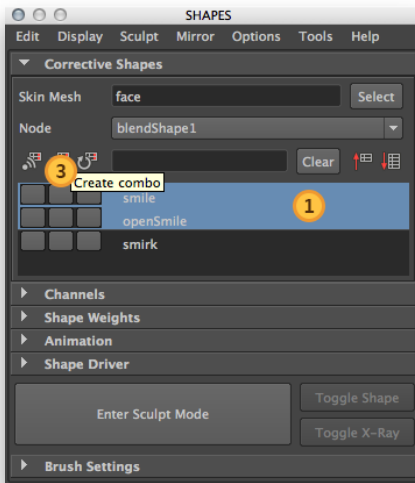 SHAPES
Edit Display Sculpt Mirror Options Tools Help
Corrective Shapes
Skin Mesh face Select
Node blendShape1
Clear
3 Create combo
smile
1
openSmile
smirk
Channels
Shape Weights
Animation
Shape Driver
Enter Sculpt Mode Toggle Shape
Toggle X-Ray
Brush Settings